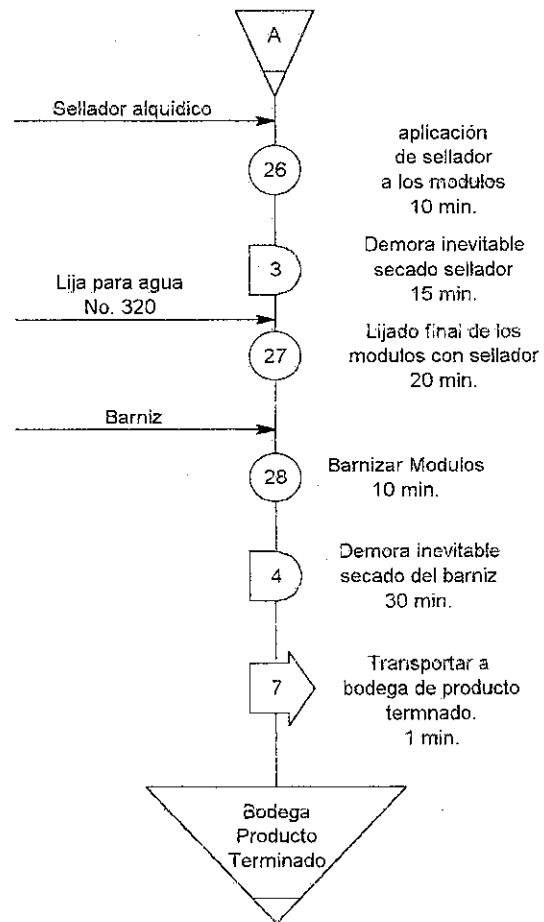 A
Sellador alquidico
26
aplicación
de sellador
a los modulos
10 min.
3
Demora inevitable
secado sellador
15 min.
Lija para agua
No. 320
27
Lijado final de los
modulos con sellador
20 min.
Barniz
28
Barnizar Modulos
10 min.
4
Demora inevitable
secado del barniz
30 min.
7
Transportar a
bodega de producto
termnado.
1 min.
Bodega
Producto
Terminado